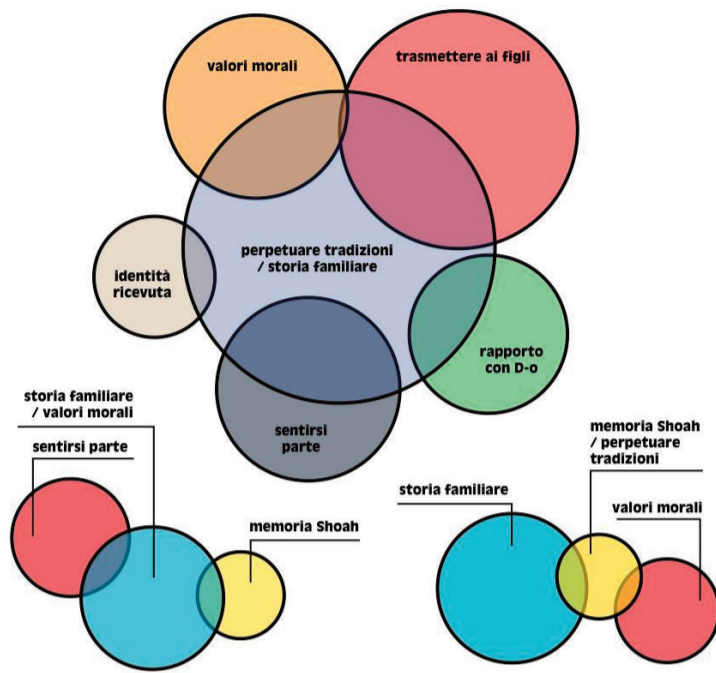 valori morali
trasmettere ai figli
perpetuare tradizioni
/ storia familiare
identità
ricevuta
rapporto
con D-o
sentirsi
parte
storia familiare
/ valori morali
sentirsi parte
memoria Shoah
memoria Shoah
/ perpetuare
tradizioni
storia familiare
valori morali